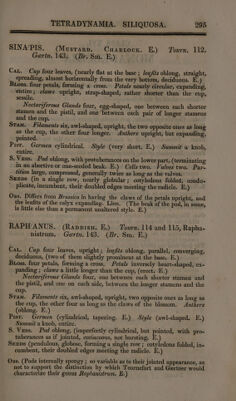 TETRADYNAMIA. SILIQUOSA. 295
SINA'PIS. (MUSTARD. CHARLOCK. E.) Tourn. 112.
Gærtn. 143. (Br. Sm. E.)
CAL. Cup four leaves, (nearly flat at the base; leafits oblong, straight,
spreading, almost horizontally from the very bottom, deciduous. E.)
BLOSS. four petals, forming a cross. Petals nearly circular, expanding,
entire; claws upright, strap-shaped, rather shorter than the cup,
sessile.
Nectariferous Glands four, egg-shaped, one between each shorter
stamen and the pistil, and one between each pair of longer stamens
and the cup.
STAM. Filaments six, awl-shaped, upright, the two opposite ones as long
as the cup, the other four longer. Anthers upright, but expanding,
pointed.
PIST. Germen cylindrical. Style (very short. E.) Summit a knob,
entire.
S. VESS. Pod oblong, with protuberances on the lower part, (terminating
in an abortive or one-seeded beak. E.) Cells two. Valves two. Par-
tition large, compressed, generally twice as long as the valves.
SEEDS (in a single row, nearly globular; cotyledons folded, condu-
plicate, incumbent, their doubled edges meeting the radicle. E.)
OBS. Differs from Brassica in having the claws of the petals upright, and
the leafits of the calyx expanding. Linn. (The beak of the pod, in some,
is little else than a permanent unaltered style. E.)
RAPHANUS. (RADDISH. E.) Tourn. 114 and 115, Rapha-
nistrum. Gærtn. 143. (Br. Sm. E.)
CAL. Cup four leaves, upright; leafits oblong, parallel, converging,
deciduous, (two of them slightly prominent at the base. E.)
BLOSS. four petals, forming a cross. Petals inversely heart-shaped, ex-
panding; claws a little longer than the cup, (erect. E.)
Nectariferous Glands four, one between each shorter stamen and
the pistil, and one on each side, between the longer stamens and the
cup.
STAM. Filaments six, awl-shaped, upright, two opposite ones as long as
the cup, the other four as long as the claws of the blossom. Anthers
(oblong. E.)
PIST. Germen (cylindrical, tapering. E.) Style (awl-shaped. E.)
Summit a knob, entire.
S. VESS. Pod oblong, (imperfectly cylindrical, but pointed, with pro-
tuberances as if jointed, coriaceous, not bursting. E.)
SEEDS (pendulous, globose, forming a single row; cotyledons folded, in-
cumbent, their doubled edges meeting the radicle. E.)
OBS. (Pods internally spongy; so variable as to their jointed appearance, as
not to support the distinction by which Tournefort and Gærtner would
characterize their genus Raphanistrum. E.)